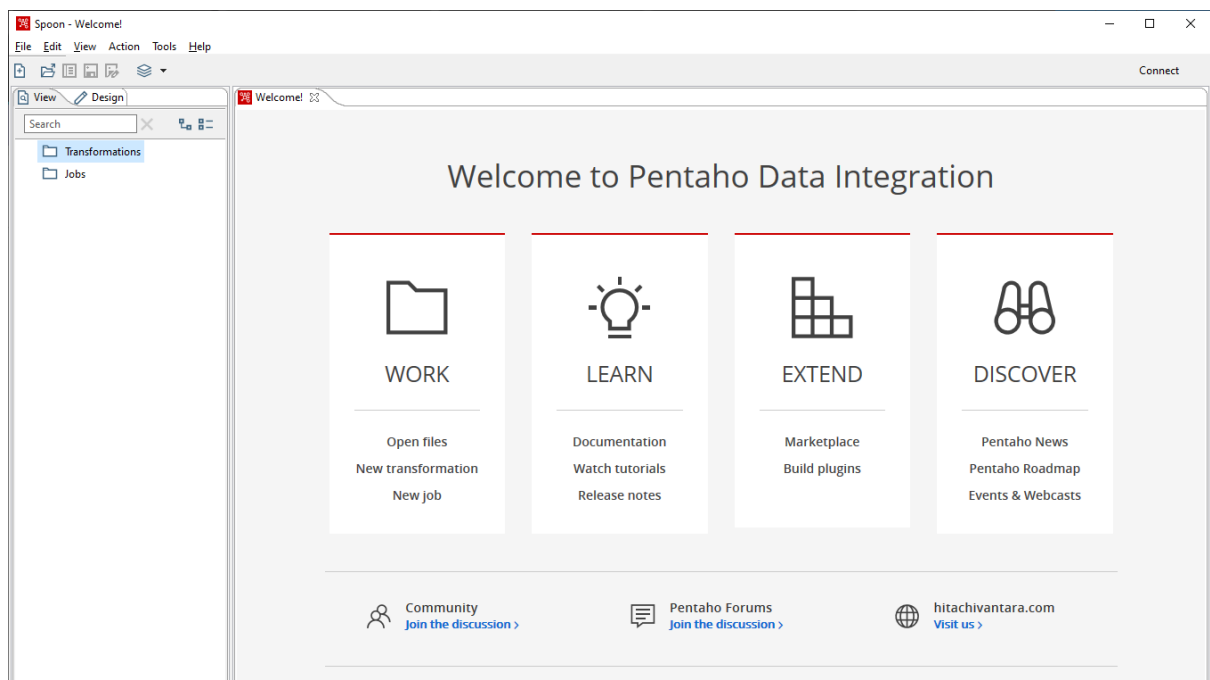 Spoon - Welcome!
File Edit View Action Tools Help
Connect
View Design
Welcome!
Search
Transformations
Jobs
Welcome to Pentaho Data Integration
WORK
Open files
New transformation
New job
LEARN
Documentation
Watch tutorials
Release notes
EXTEND
Marketplace
Build plugins
DISCOVER
Pentaho News
Pentaho Roadmap
Events & Webcasts
Community
Join the discussion >
Pentaho Forums
Join the discussion >
hitachivantara.com
Visit us >